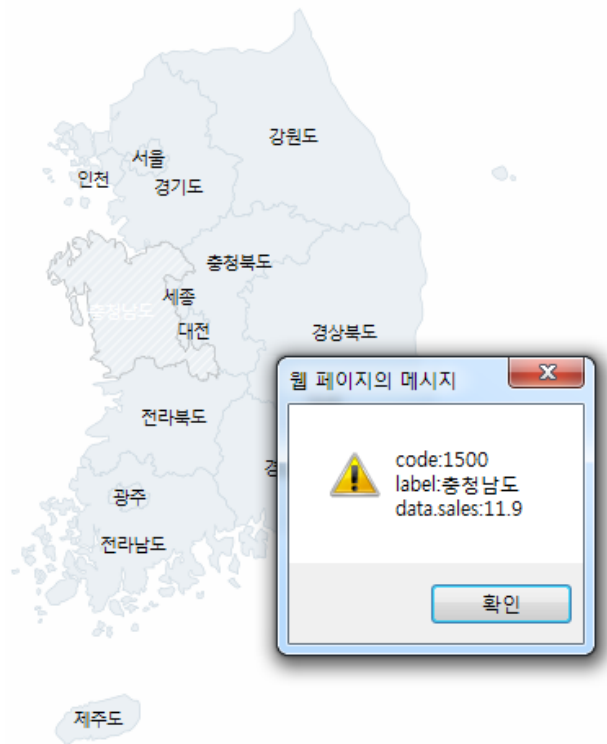 강원도
서울
인천
경기도
충청북도
세종
충청남도
대전
경상북도
웹 페이지의 메시지
전라북도
code:1500
label:충청남도
data.sales:11.9
경
광주
전라남도
확인
제주도